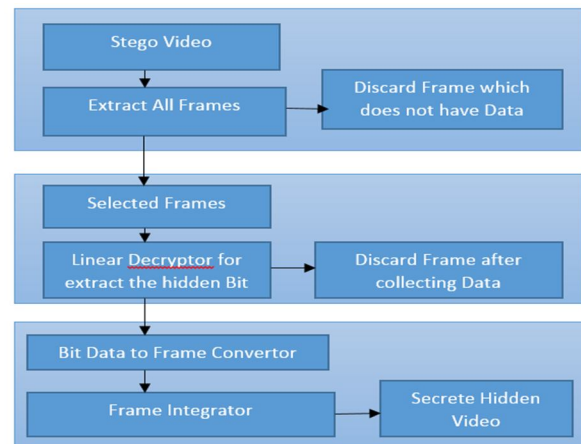 Stego Video
Extract All Frames
Discard Frame which
does not have Data
Selected Frames
Linear Decryptor for
extract the hidden Bit
Discard Frame after
collecting Data
Bit Data to Frame Convertor
Frame Integrator
Secrete Hidden
Video